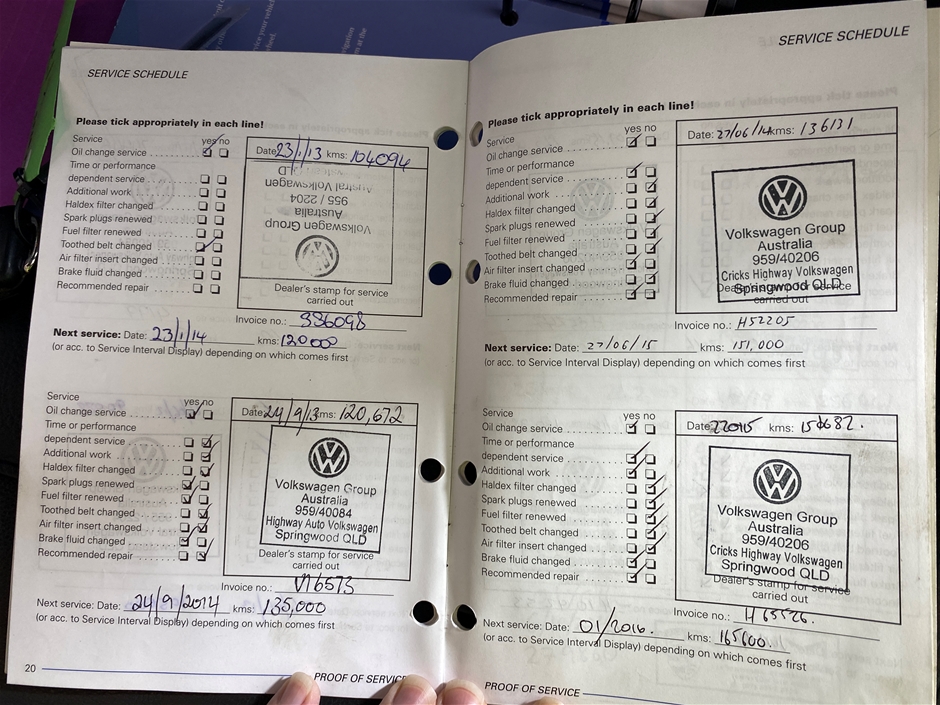 SERVICE SCHEDULE
Please tick appropriately in each line!
Service yes no
Oil change service
Time or performance
dependent service
Additional work
Haldex filter changed
Spark plugs renewed
Fuel filter renewed
Toothed belt changed
Air filter insert changed
Brake fluid changed
Recommended repair
Date: 23/1/13 kms: 104094
QLD
Australia Volkswagen
955 2204
Australia
Volkswagen Group
Dealer's stamp for service
carried out
Invoice no.: 336098
Next service: Date: 23/1/14 kms: 120000
(or acc. to Service Interval Display) depending on which comes first
Service yes no
Oil change service
Time or performance
dependent service
Additional work
Haldex filter changed
Spark plugs renewed
Fuel filter renewed
Toothed belt changed
Air filter insert changed
Brake fluid changed
Recommended repair
Date: 24/9/13 kms: 120,672
Volkswagen Group
Australia
959/40084
Highway Auto Volkswagen
Springwood QLD
Dealer's stamp for service
carried out
Invoice no.: V16573
Next service: Date: 24/9/2014 kms: 135,000
(or acc. to Service Interval Display) depending on which comes first
20
PROOF OF SERVICE
SERVICE SCHEDULE
Please tick appropriately in each line!
Service yes no
Oil change service
Time or performance
dependent service
Additional work
Haldex filter changed
Spark plugs renewed
Fuel filter renewed
Toothed belt changed
Air filter insert changed
Brake fluid changed
Recommended repair
Date: 27/06/14 kms: 136131
Volkswagen Group
Australia
959/40206
Cricks Highway Volkswagen
Springwood QLD
Dealer's stamp for service
carried out
Invoice no.: H52205
Next service: Date: 27/06/15 kms: 151,000
(or acc. to Service Interval Display) depending on which comes first
Service yes no
Oil change service
Time or performance
dependent service
Additional work
Haldex filter changed
Spark plugs renewed
Fuel filter renewed
Toothed belt changed
Air filter insert changed
Brake fluid changed
Recommended repair
Date: kms:
Volkswagen Group
Australia
959/40206
Cricks Highway Volkswagen
Springwood QLD
Dealer's stamp for service
carried out
Invoice no.: H65526.
Next service: Date: 01/2016. kms: 165600.
(or acc. to Service Interval Display) depending on which comes first
PROOF OF SERVICE